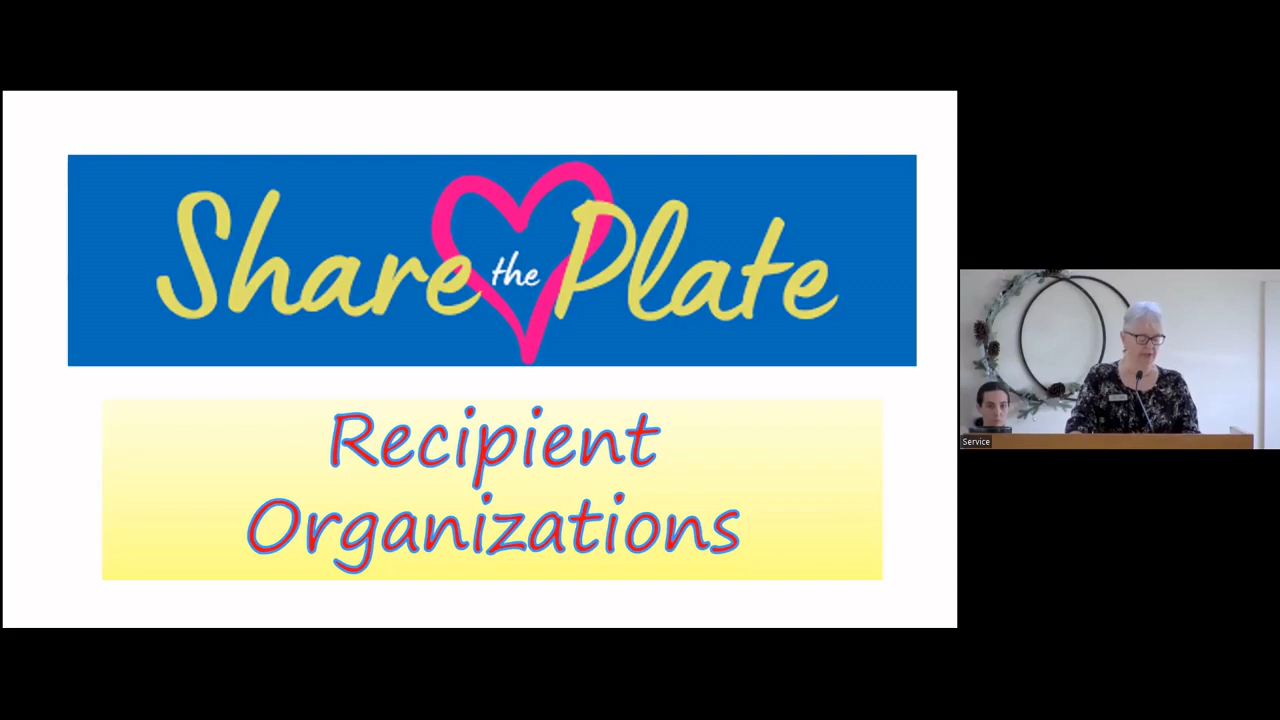 Share the Plate
Recipient
Organizations
Service